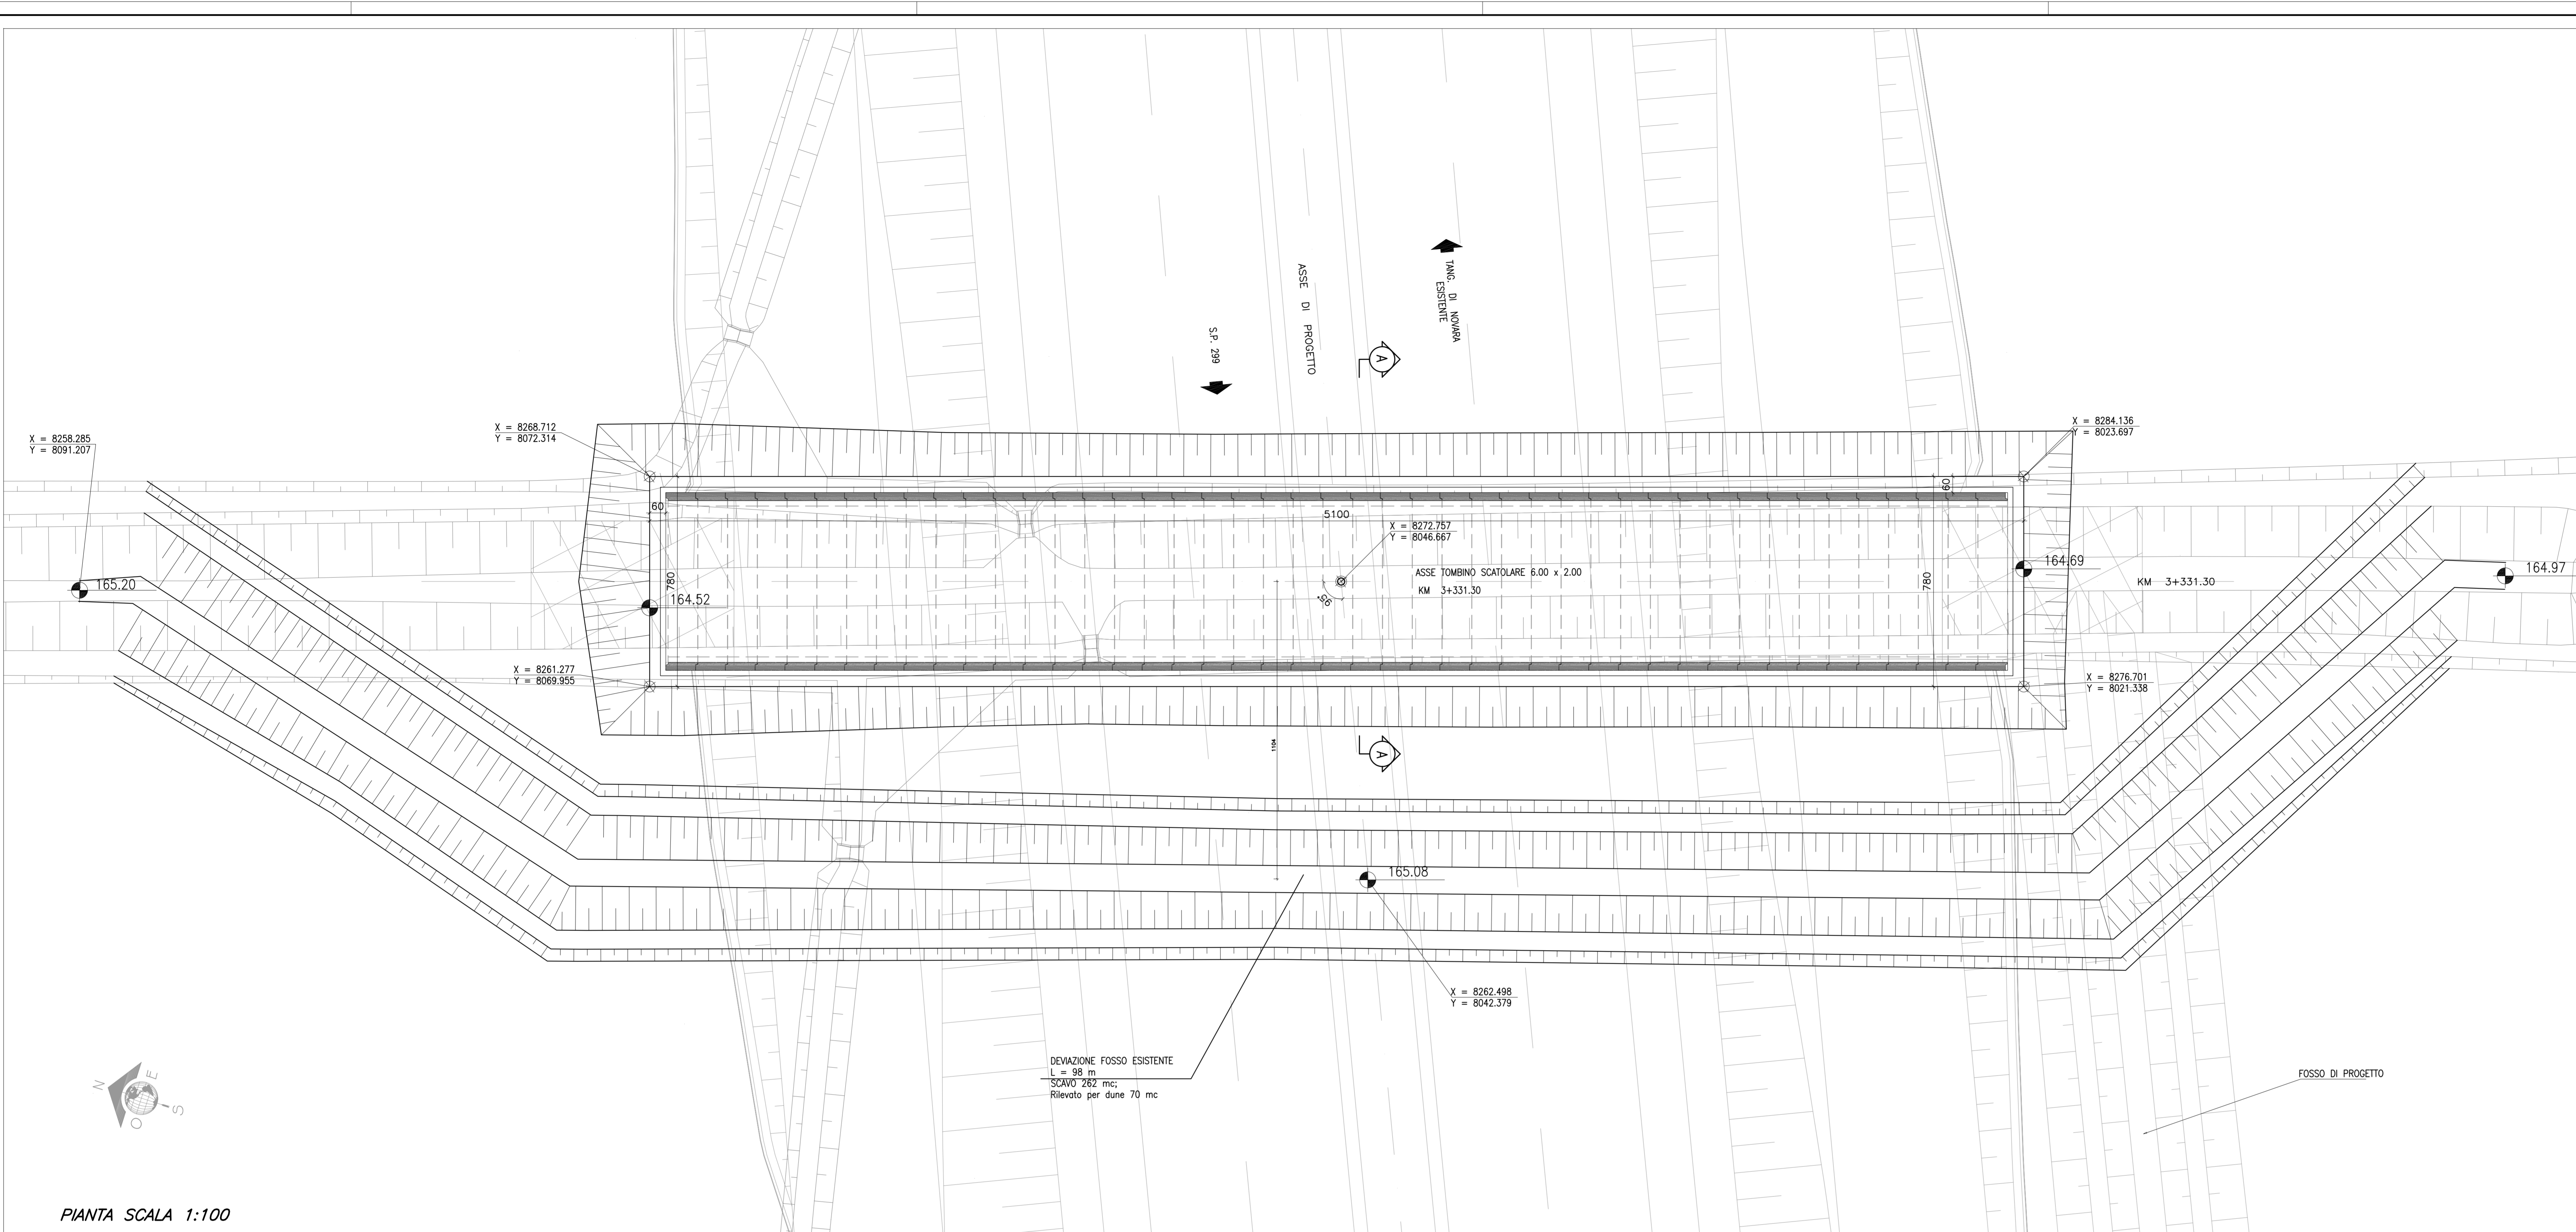 TANG. DI NOVARA
ESISTENTE
ASSE DI PROGETTO
S.P. 299
A
X = 8258.285
Y = 8091.207
X = 8268.712
Y = 8072.314
X = 8284.136
Y = 8023.697
60
60
5100
X = 8272.757
Y = 8046.667
165.20
780
164.52
ASSE TOMBINO SCATOLARE 6.00 x 2.00
KM 3+331.30
95°
780
164.69
KM 3+331.30
164.97
X = 8261.277
Y = 8069.955
X = 8276.701
Y = 8021.338
1104
A
165.08
X = 8262.498
Y = 8042.379
DEVIAZIONE FOSSO ESISTENTE
L = 98 m
SCAVO 262 mc;
Rilevato per dune 70 mc
FOSSO DI PROGETTO
N
E
S
O
PIANTA SCALA 1:100